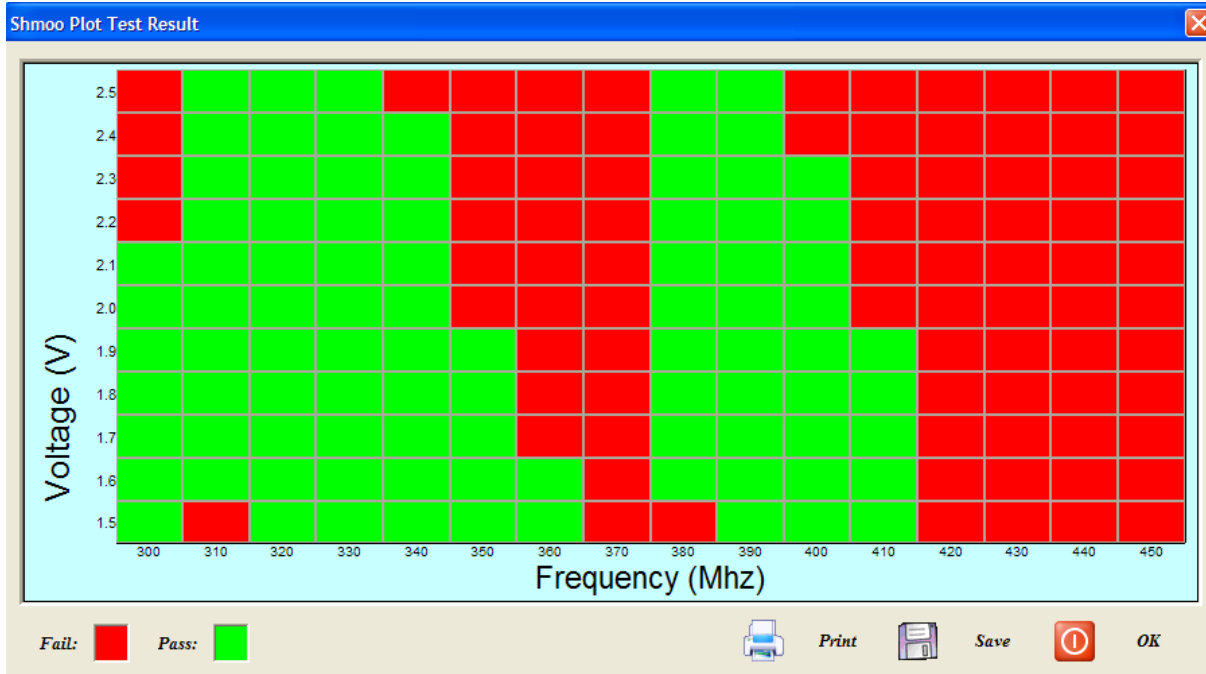 Shmoo Plot Test Result
2.5
2.4
2.3
2.2
2.1
2.0
1.9
1.8
1.7
1.6
1.5
Voltage (V)
300 310 320 330 340 350 360 370 380 390 400 410 420 430 440 450
Frequency (Mhz)
Fail: Pass: Print Save OK